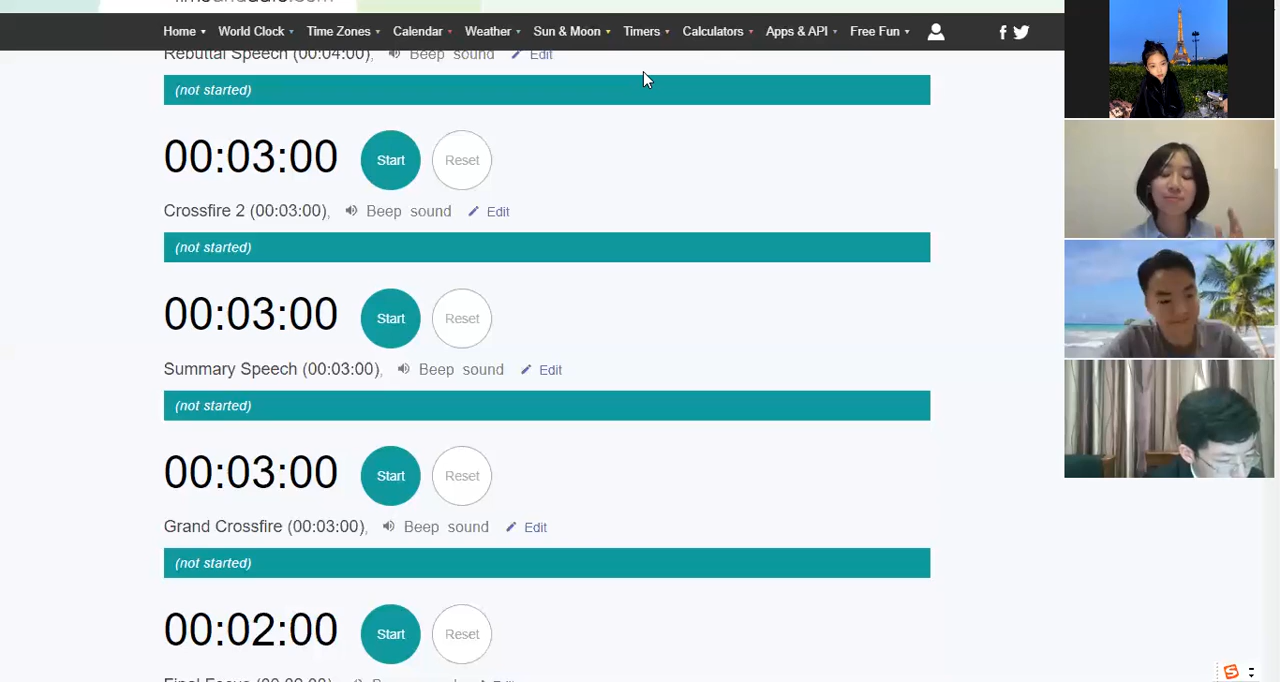 Home World Clock Time Zones Calendar Weather Sun & Moon Timers Calculators Apps & API Free Fun
Rebuttal Speech (00:04:00), Beep sound Edit
(not started)
00:03:00 Start Reset
Crossfire 2 (00:03:00), Beep sound Edit
(not started)
00:03:00 Start Reset
Summary Speech (00:03:00), Beep sound Edit
(not started)
00:03:00 Start Reset
Grand Crossfire (00:03:00), Beep sound Edit
(not started)
00:02:00 Start Reset